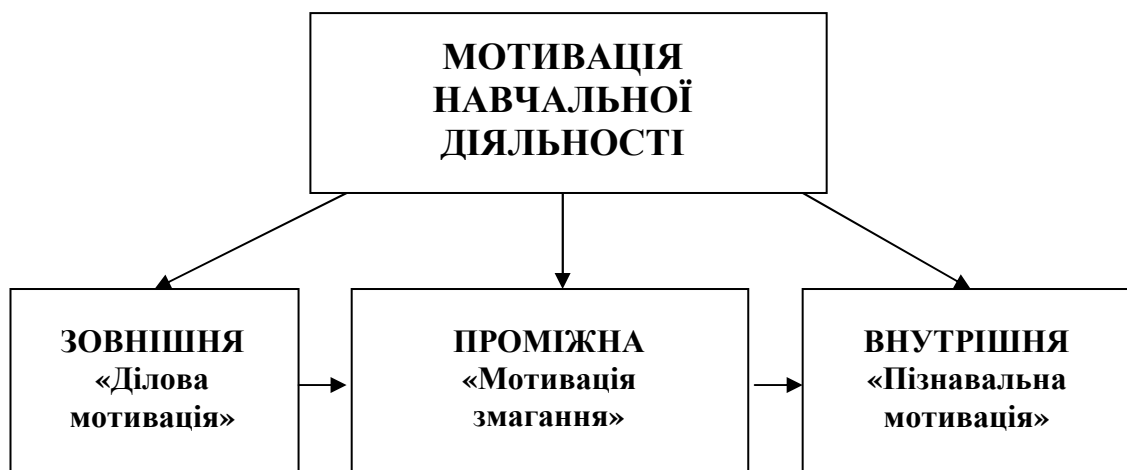 МОТИВАЦІЯ
НАВЧАЛЬНОЇ
ДІЯЛЬНОСТІ
ЗОВНІШНЯ
«Ділова
мотивація»
ПРОМІЖНА
«Мотивація
змагання»
ВНУТРІШНЯ
«Пізнавальна
мотивація»